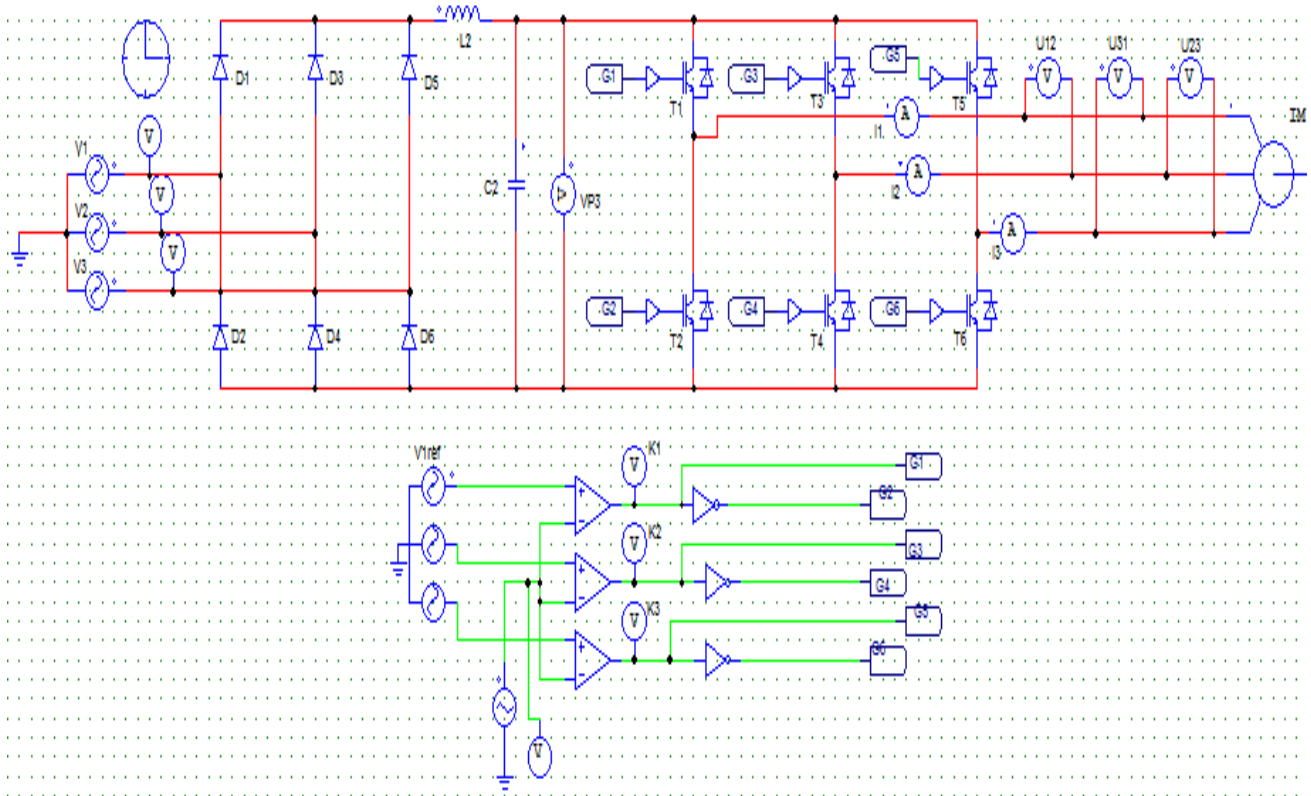 D1
D3
D5
L2
G1
T1
G3
T3
G5
T5
U12
V
U31
V
U23
V
IM
V
V1
V
V2
V
V3
C2
V
VP3
I1
A
I2
A
I3
A
D2
D4
D6
G2
T2
G4
T4
G6
T6
V1ref
V
K1
G1
G2
V
K2
G3
G4
V
K3
G5
G6
V